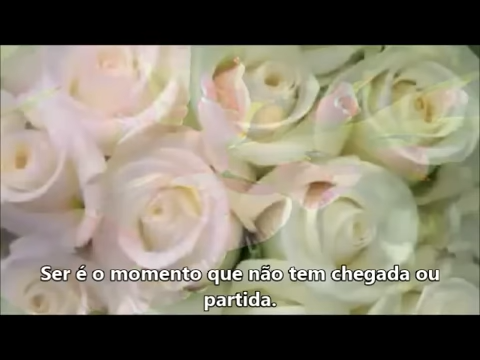 Ser é o momento que não tem chegada ou
partida.